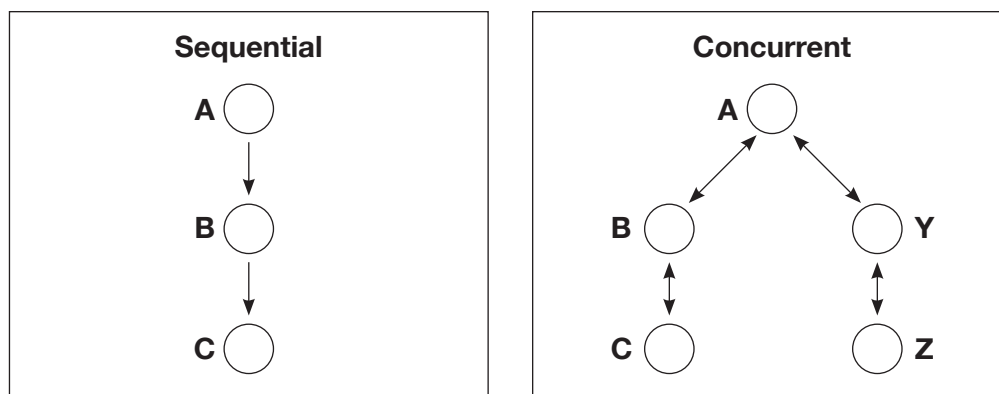 Sequential
A
B
C
Concurrent
A
B Y
C Z